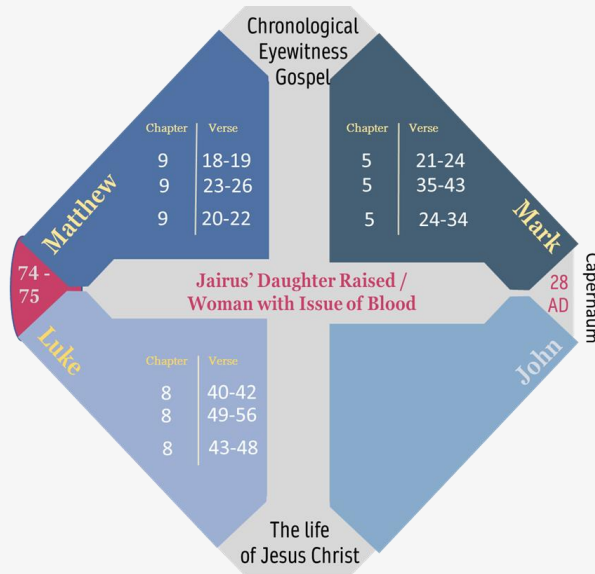 Chronological
Eyewitness
Gospel
Matthew
Chapter Verse
9 18-19
9 23-26
9 20-22
Mark
Chapter Verse
5 21-24
5 35-43
5 24-34
74 -
75
Jairus’ Daughter Raised /
Woman with Issue of Blood
28
AD
Capernaum
Luke
Chapter Verse
8 40-42
8 49-56
8 43-48
John
The life
of Jesus Christ